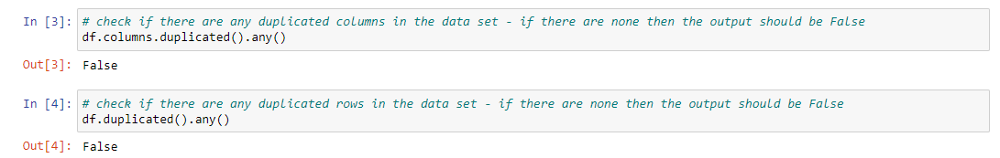 In [3]: # check if there are any duplicated columns in the data set - if there are none then the output should be False
df.columns.duplicated().any()
Out[3]: False
In [4]: # check if there are any duplicated rows in the data set - if there are none then the output should be False
df.duplicated().any()
Out[4]: False